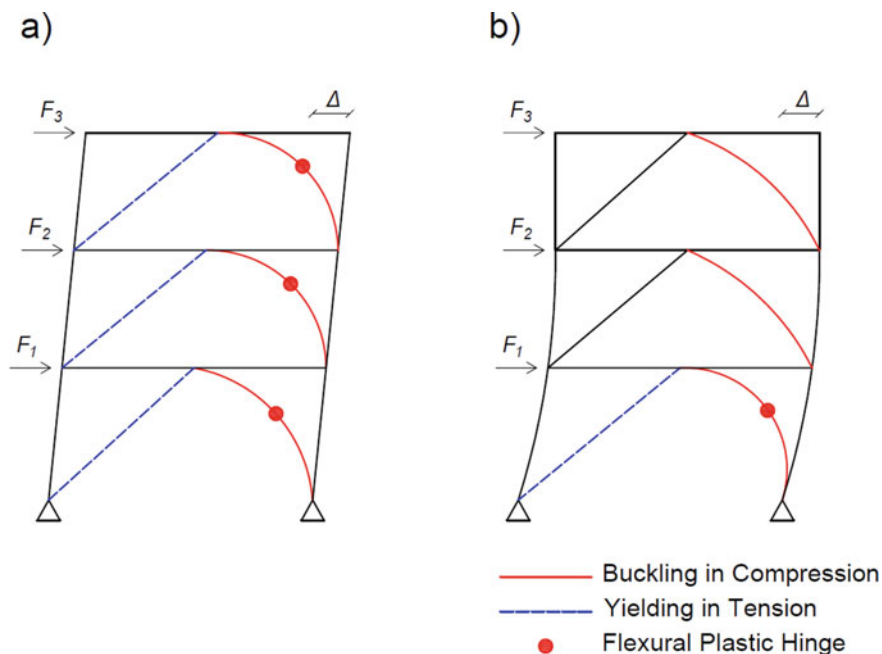 a)
b)
Δ
F3
F2
F1
Δ
F3
F2
F1
Buckling in Compression
Yielding in Tension
Flexural Plastic Hinge